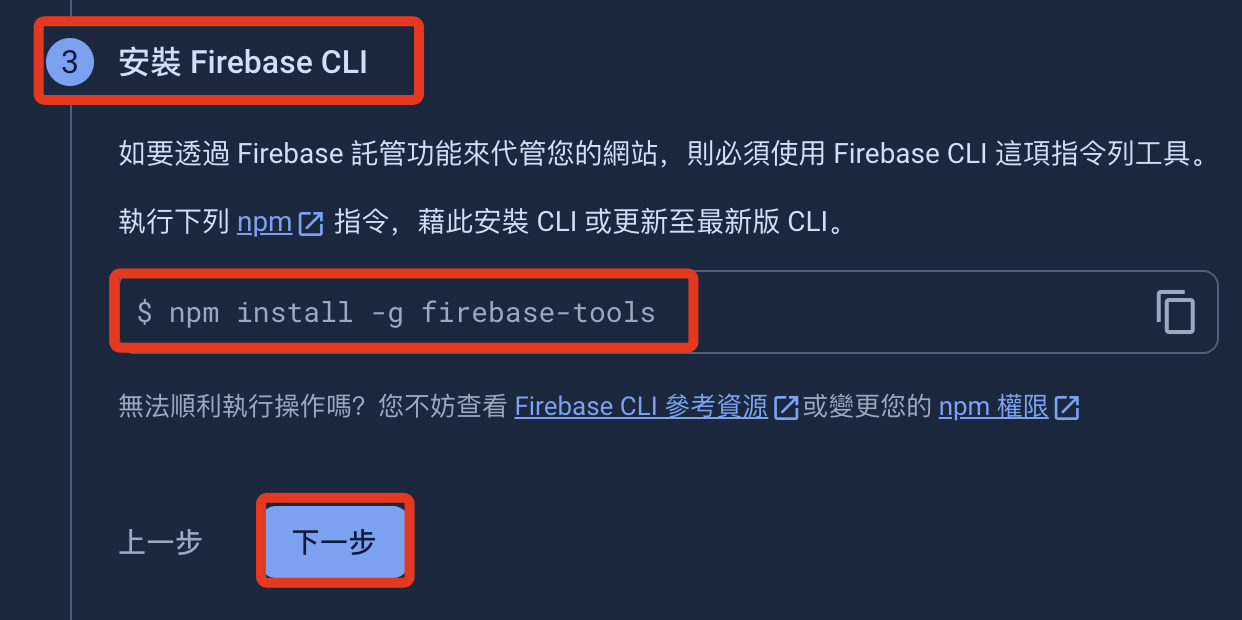 3 安裝 Firebase CLI
如要透過 Firebase 託管功能來代管您的網站，則必須使用 Firebase CLI 這項指令列工具。
執行下列 npm 指令，藉此安裝 CLI 或更新至最新版 CLI。
$ npm install -g firebase-tools
無法順利執行操作嗎？您不妨查看 Firebase CLI 參考資源 或變更您的 npm 權限
上一步 下一步